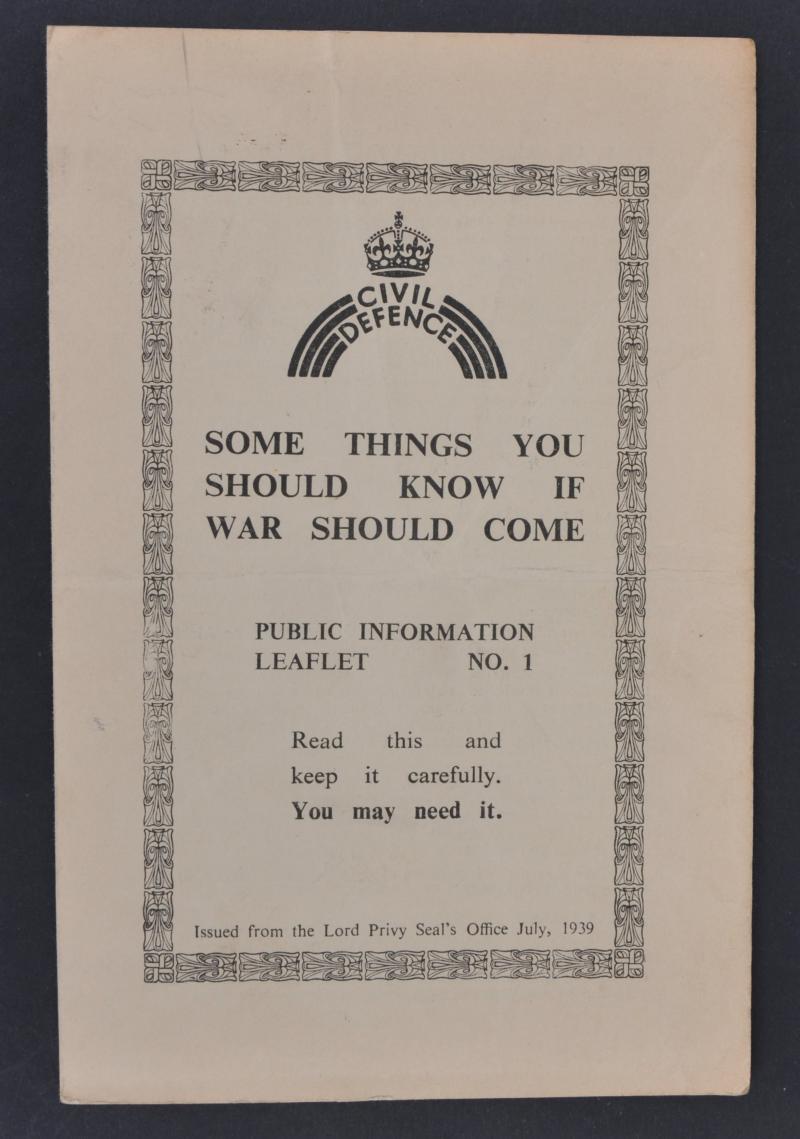 CIVIL
DEFENCE
SOME THINGS YOU
SHOULD KNOW IF
WAR SHOULD COME
PUBLIC INFORMATION
LEAFLET NO. 1
Read this and
keep it carefully.
You may need it.
Issued from the Lord Privy Seal's Office July, 1939